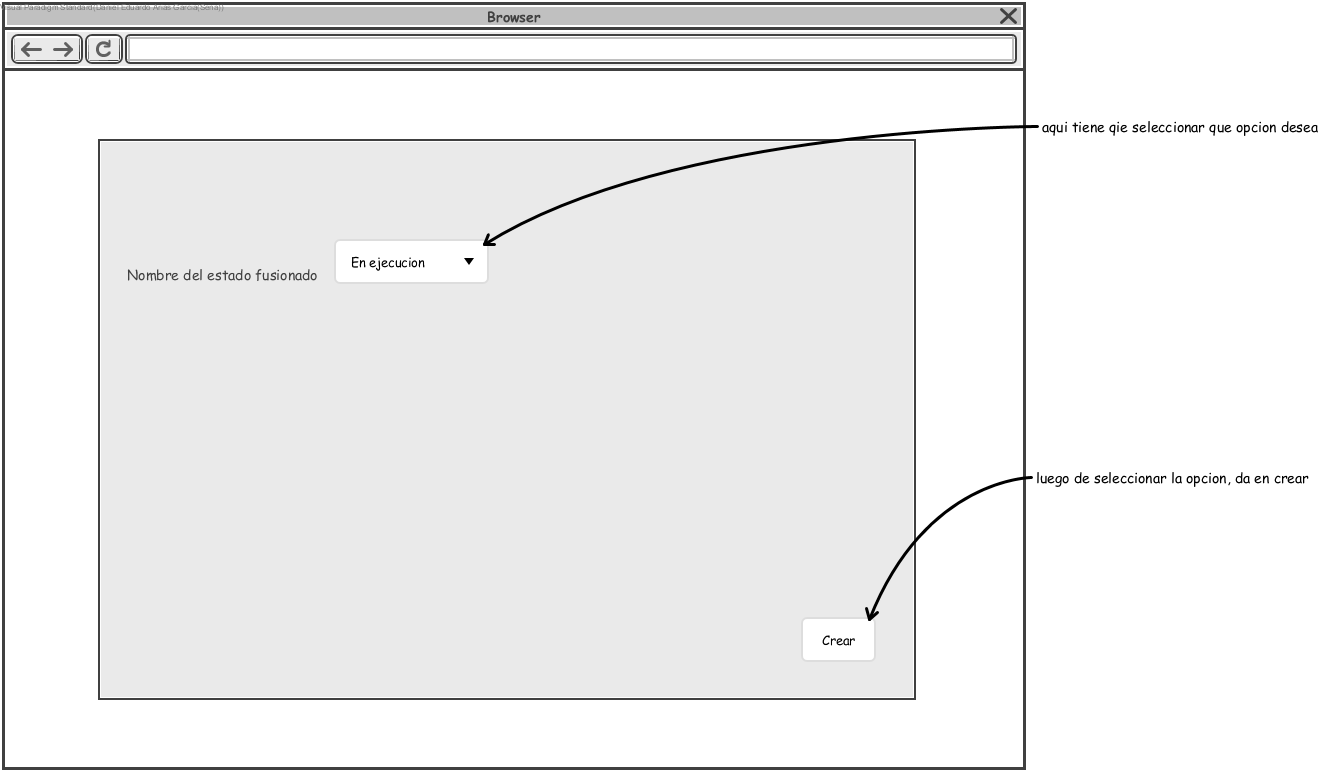 Visual Paradigm Standard(Daniel Eduardo Arias Garcia(Sena))
Browser
aqui tiene qie seleccionar que opcion desea
En ejecucion
Nombre del estado fusionado
luego de seleccionar la opcion, da en crear
Crear